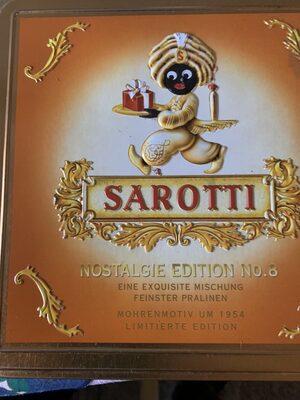 S
SAROTTI
NOSTALGIE EDITION No.8
EINE EXQUISITE MISCHUNG
FEINSTER PRALINEN
MOHRENMOTIV UM 1954
LIMITIERTE EDITION